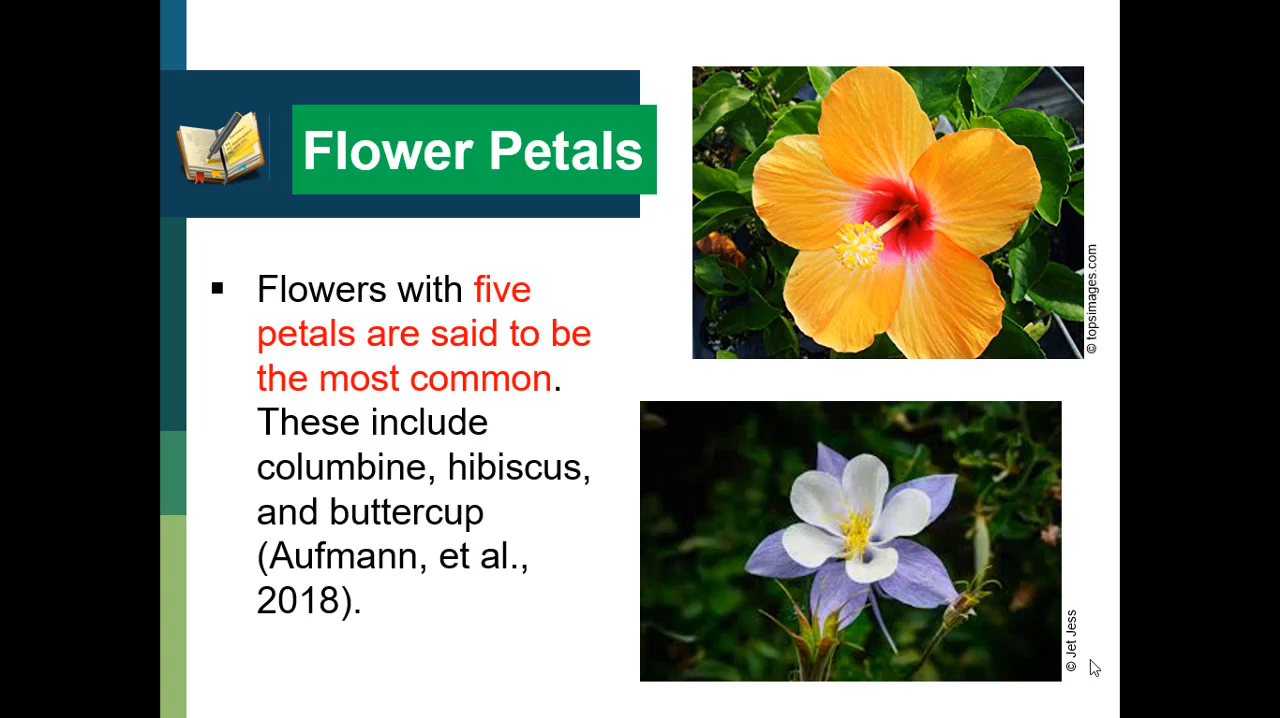 Flower Petals
▪ Flowers with five
petals are said to be
the most common.
These include
columbine, hibiscus,
and buttercup
(Aufmann, et al.,
2018).
© topsimages.com
© Jet Jess